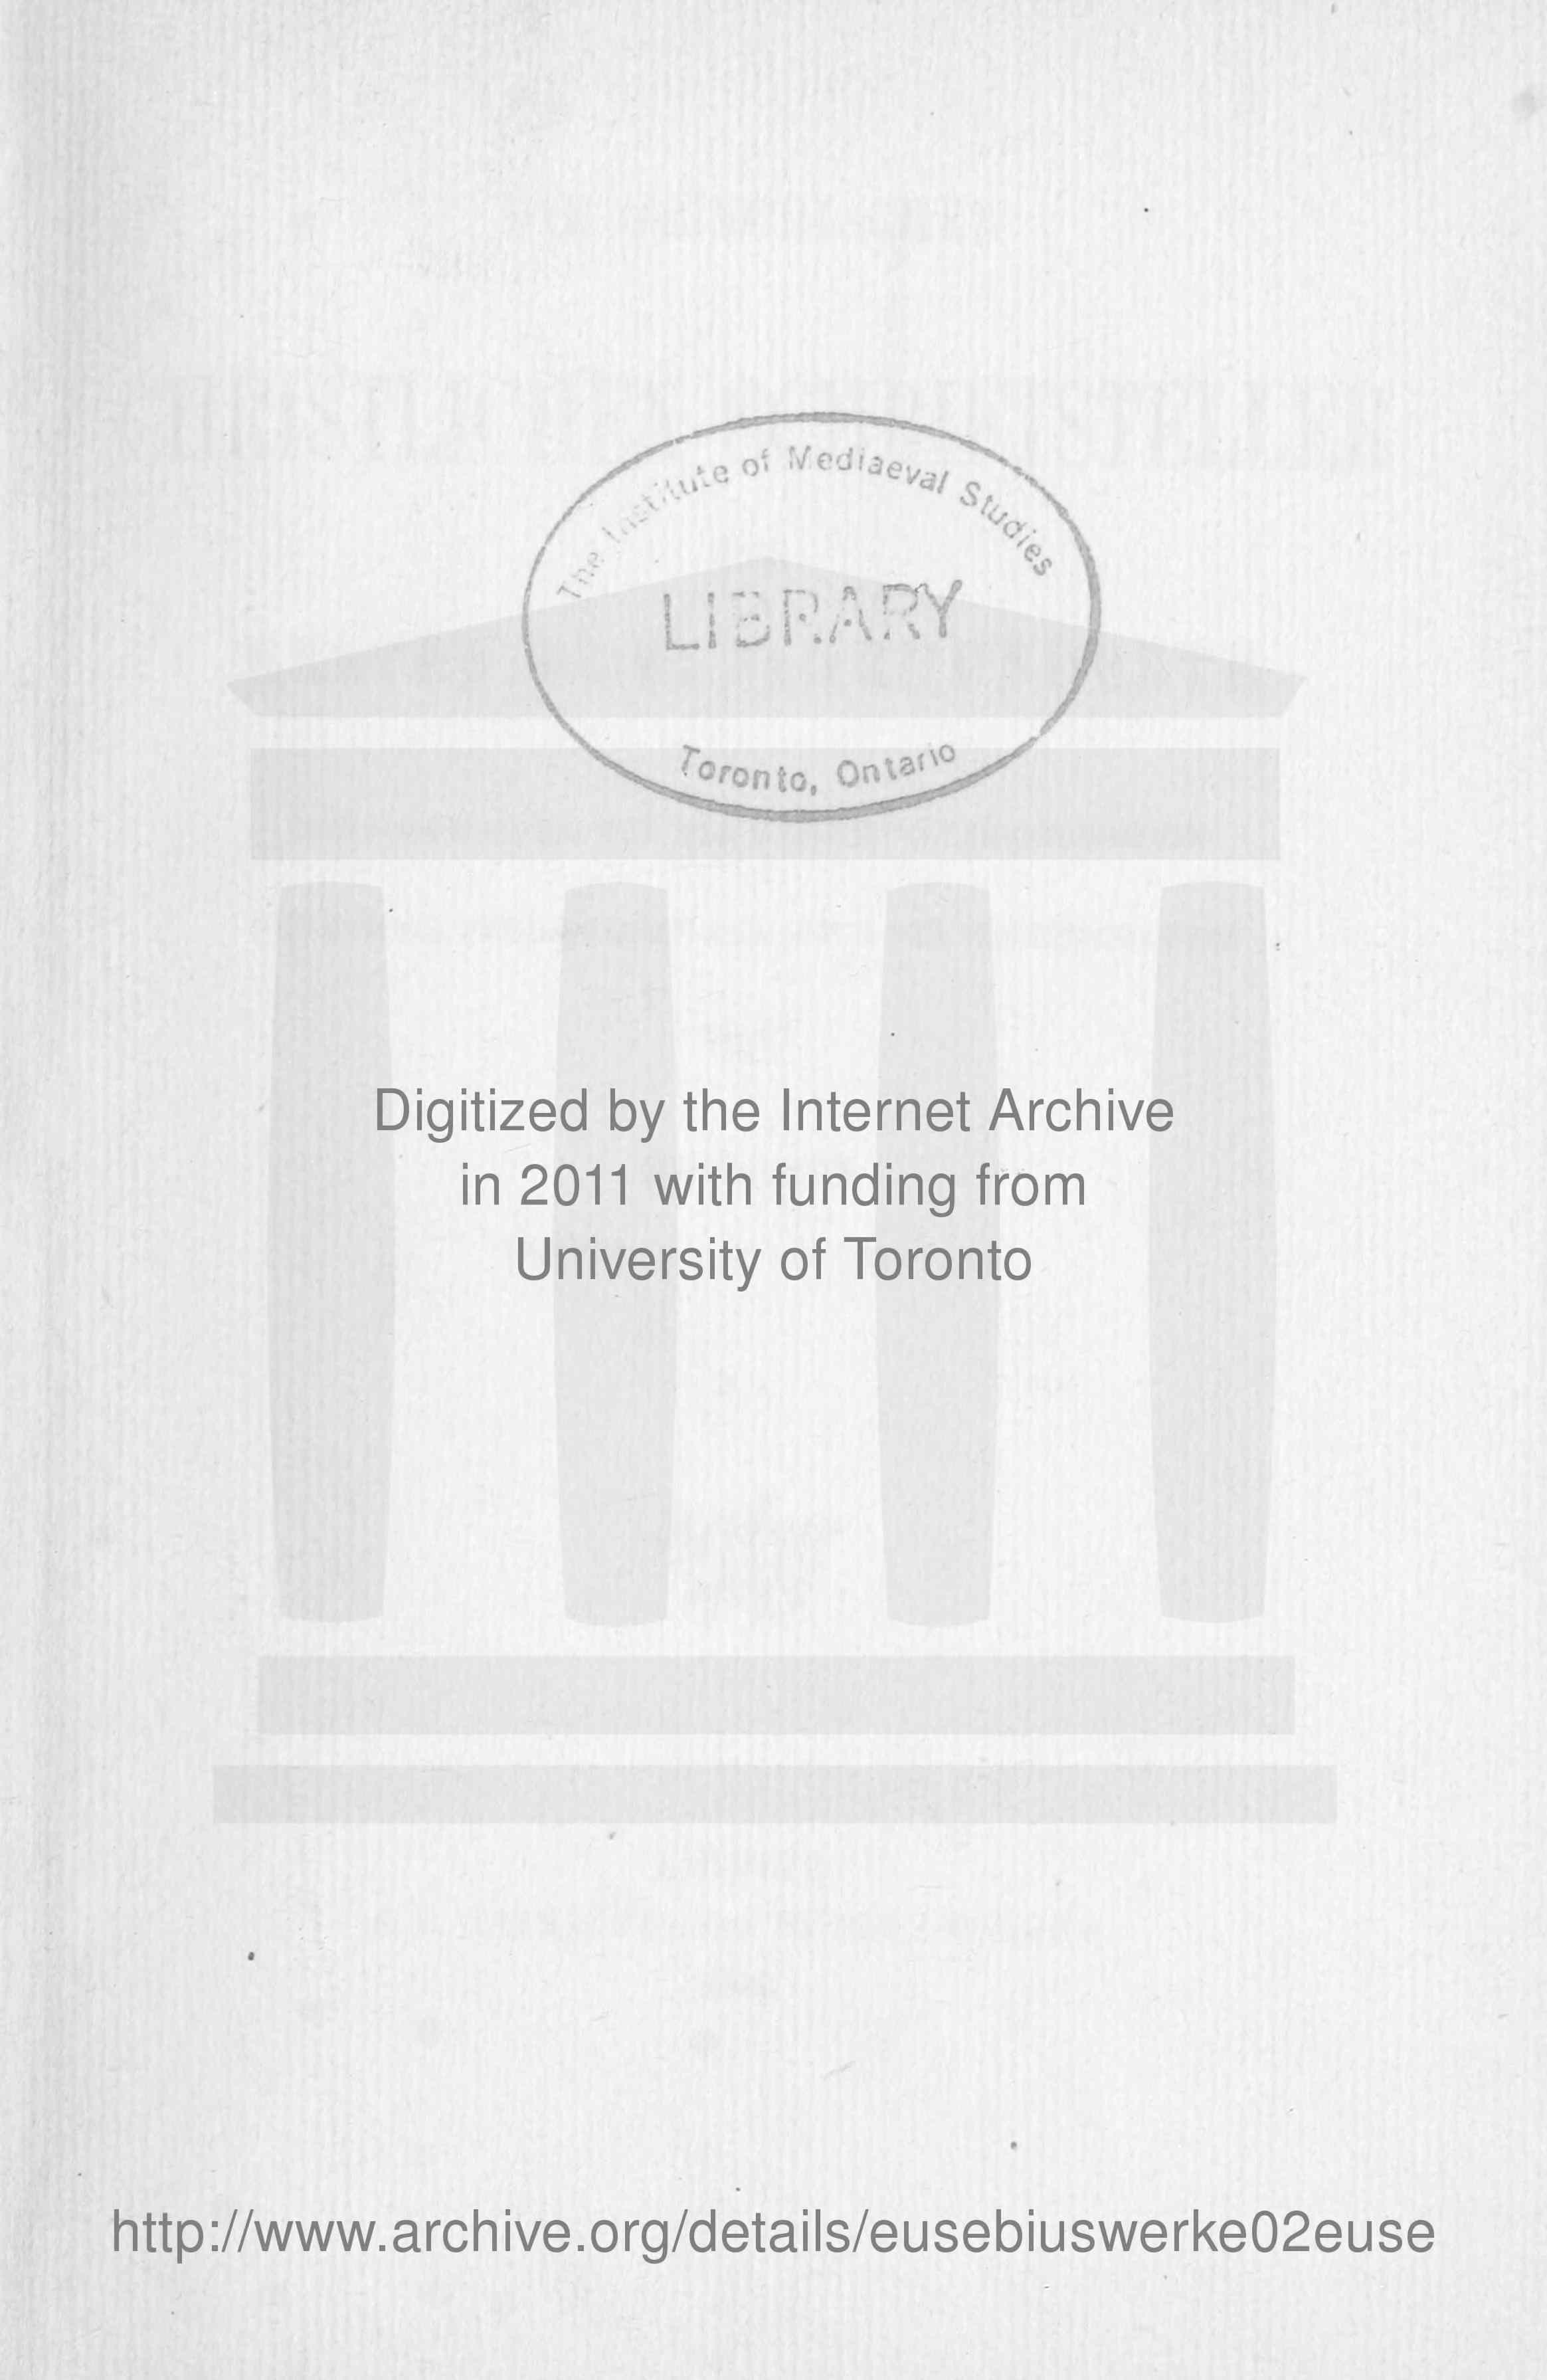 The Institute of Mediaeval Studies
LIBRARY
Toronto, Ontario
Digitized by the Internet Archive
in 2011 with funding from
University of Toronto
http://www.archive.org/details/eusebiuswerke02euse